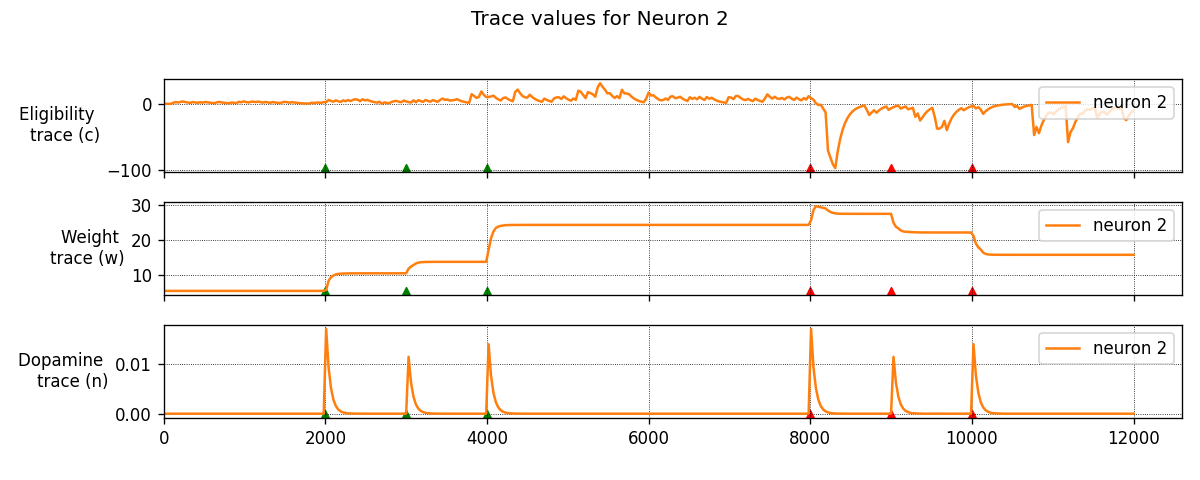 Trace values for Neuron 2
Eligibility
trace (c)
0
−100
neuron 2
Weight
trace (w)
30
20
10
neuron 2
Dopamine
trace (n)
0.01
0.00
neuron 2
0 2000 4000 6000 8000 10000 12000